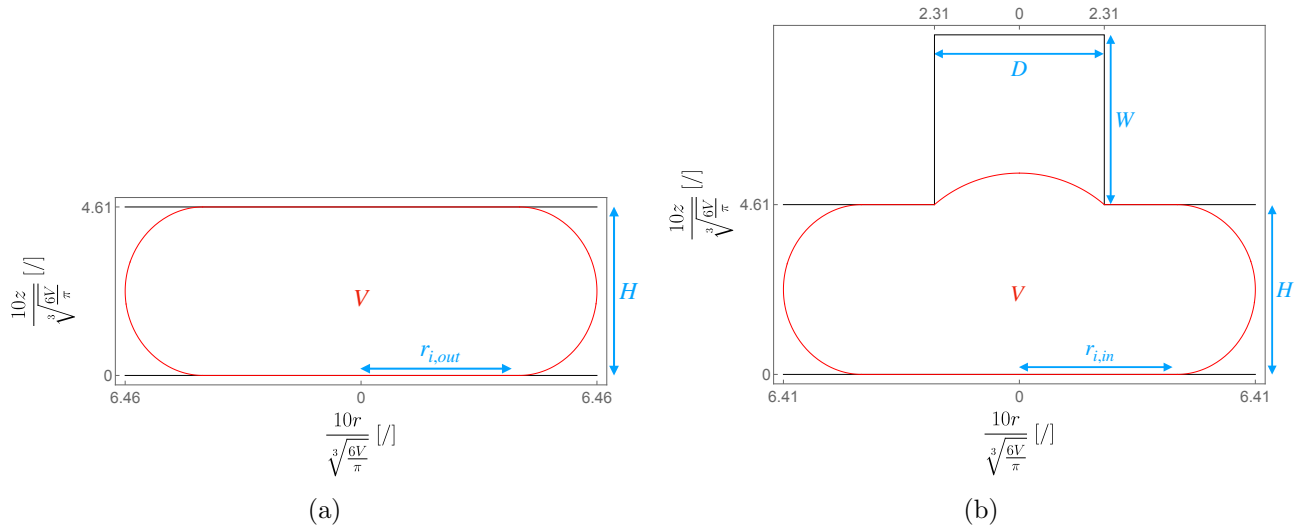 4.61
0
10z / ∛(6V/π) [/]
V
H
r_{i,out}
6.46 0 6.46
10r / ∛(6V/π) [/]
(a)
2.31 0 2.31
D
W
4.61
0
10z / ∛(6V/π) [/]
V
H
r_{i,in}
6.41 0 6.41
10r / ∛(6V/π) [/]
(b)